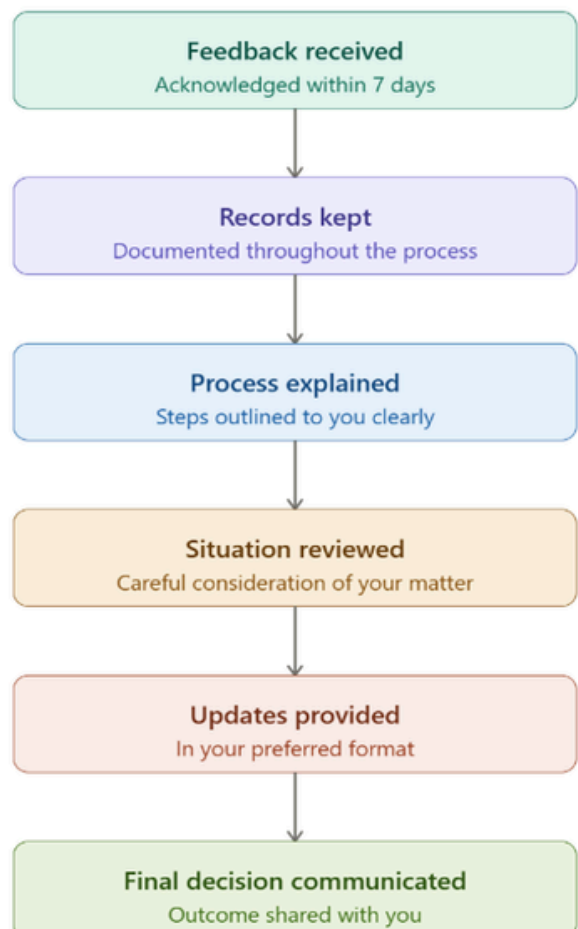 Feedback received
Acknowledged within 7 days
Records kept
Documented throughout the process
Process explained
Steps outlined to you clearly
Situation reviewed
Careful consideration of your matter
Updates provided
In your preferred format
Final decision communicated
Outcome shared with you